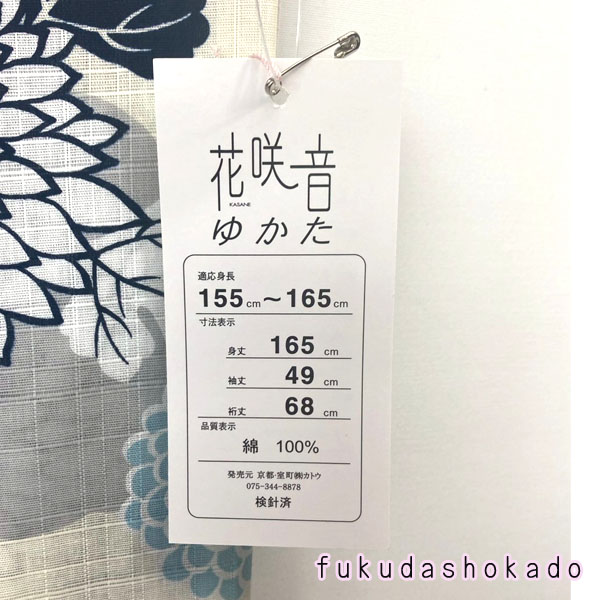 花咲音
KASANE
ゆかた
適応身長
155cm～165cm
寸法表示
身丈 165 cm
袖丈 49 cm
裄丈 68 cm
品質表示
綿 100%
発売元 京都・室町㈱カトウ
075-344-8878
検針済
fukudashokado